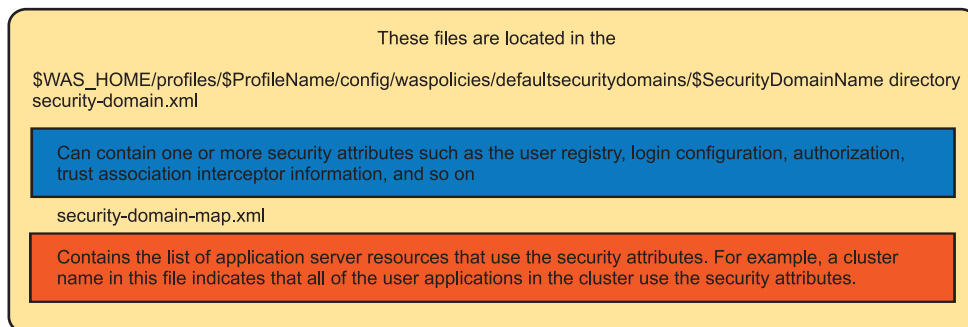 These files are located in the
$WAS_HOME/profiles/$ProfileName/config/waspolicies/defaultsecuritydomains/$SecurityDomainName directory
security-domain.xml
Can contain one or more security attributes such as the user registry, login configuration, authorization,
trust association interceptor information, and so on
security-domain-map.xml
Contains the list of application server resources that use the security attributes. For example, a cluster
name in this file indicates that all of the user applications in the cluster use the security attributes.